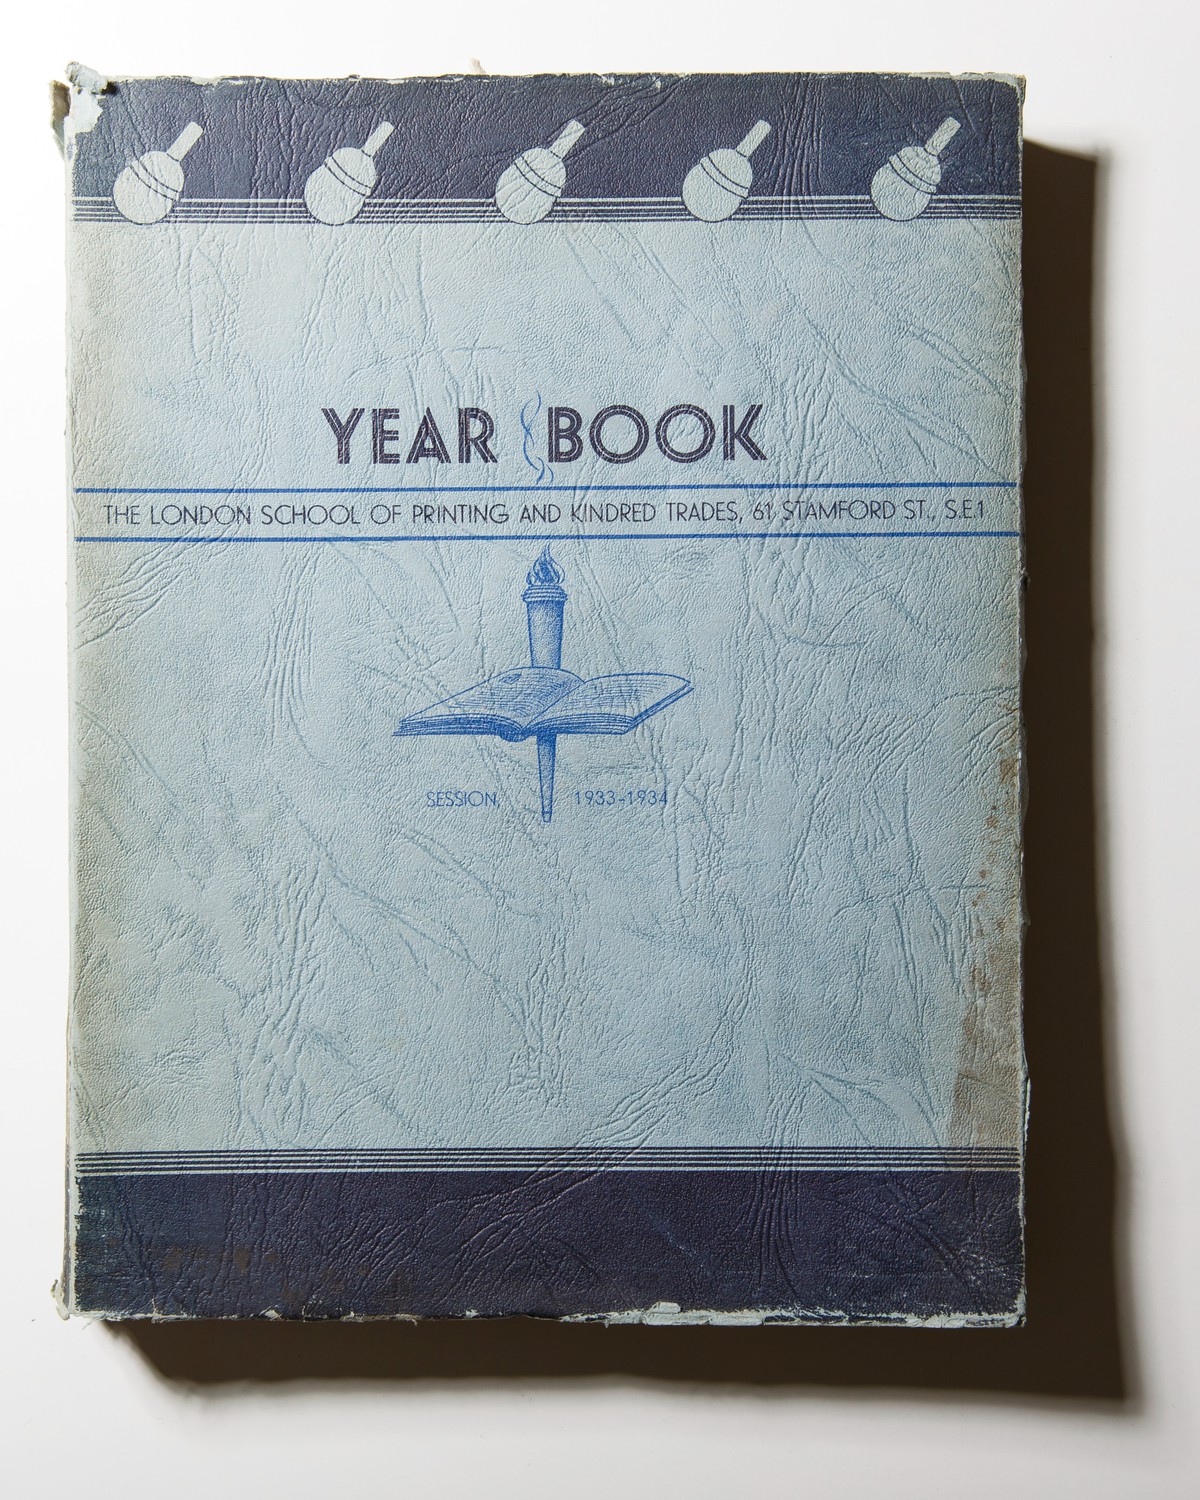 YEAR BOOK
THE LONDON SCHOOL OF PRINTING AND KINDRED TRADES, 61 STAMFORD ST., S.E.1
SESSION, 1933-1934